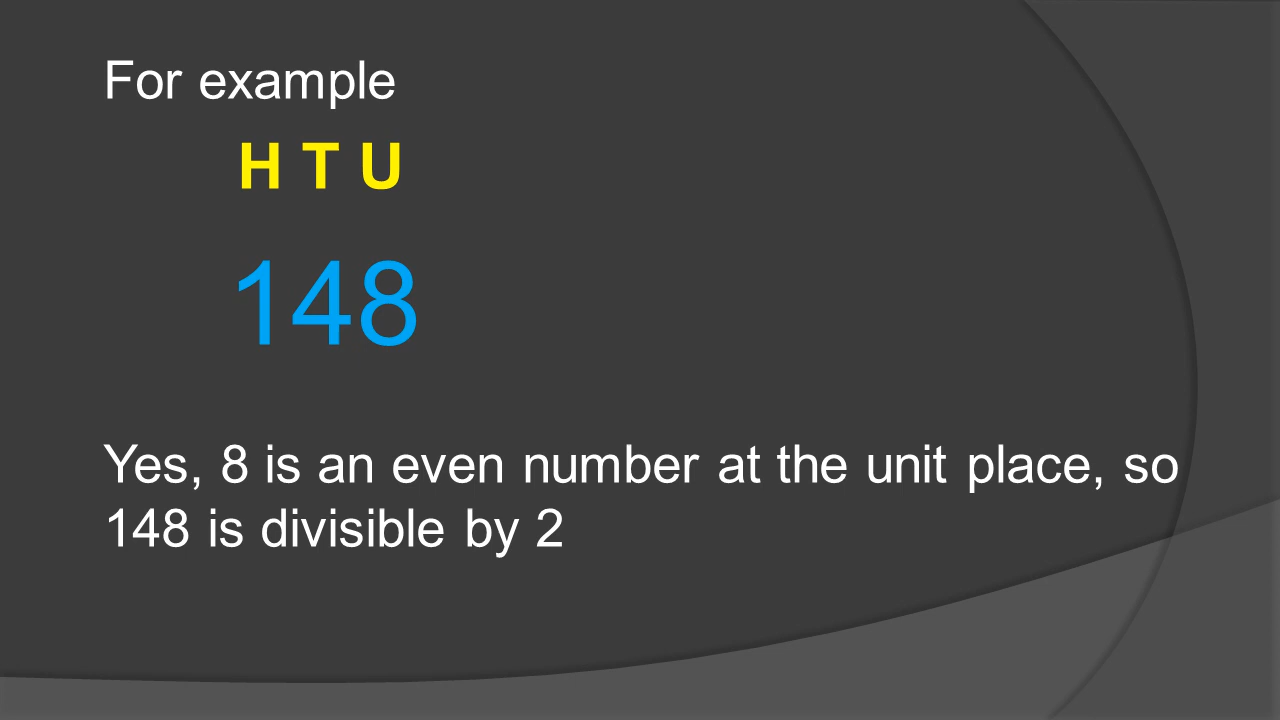 For example
H T U
148
Yes, 8 is an even number at the unit place, so
148 is divisible by 2